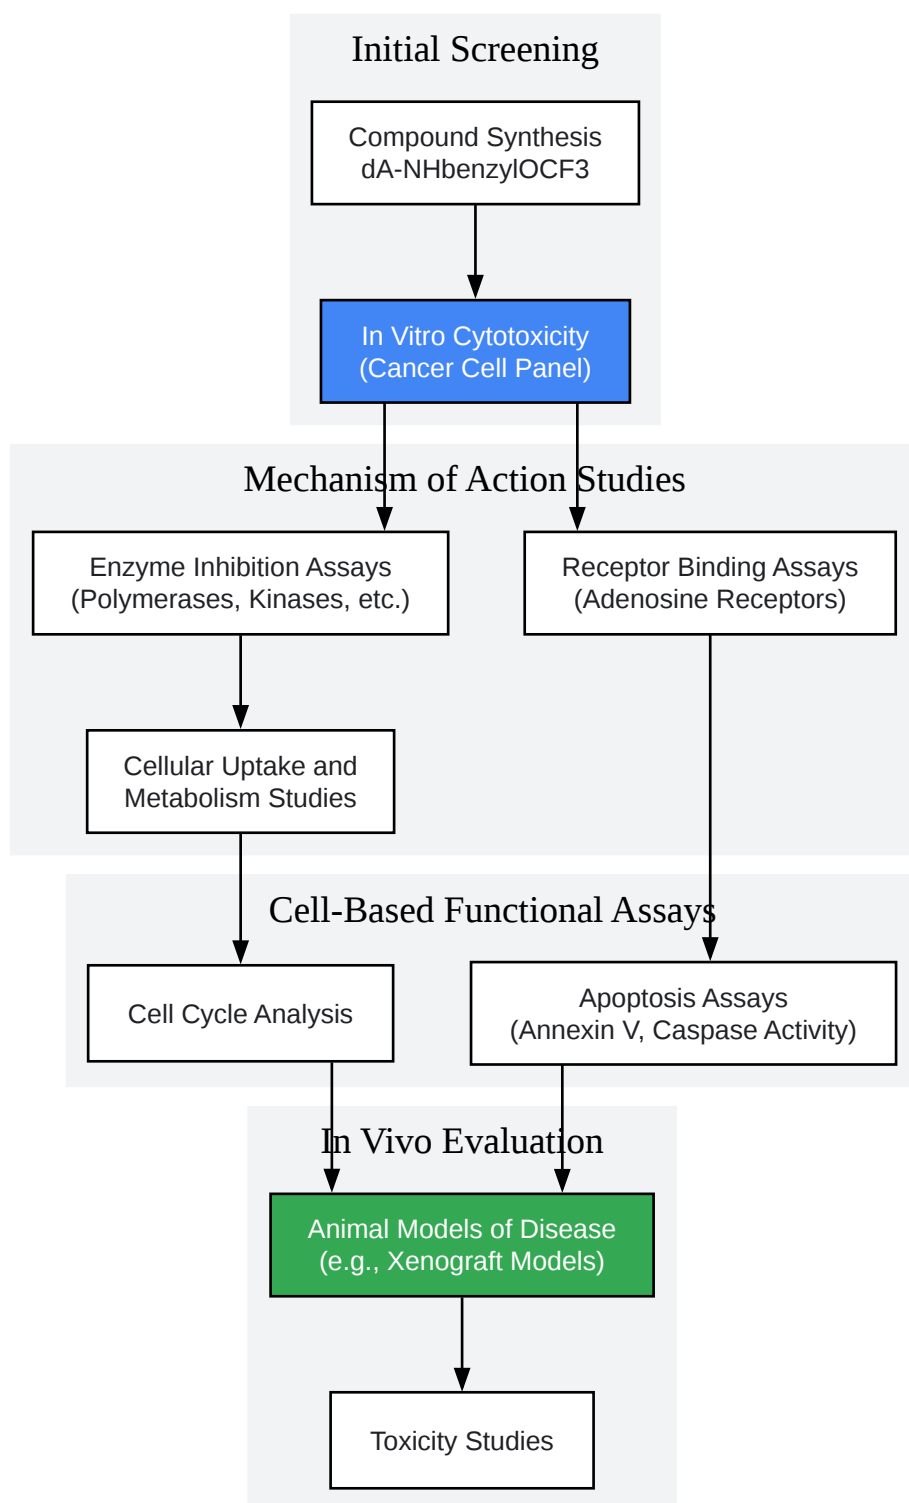 Initial Screening
Compound Synthesis
dA-NHbenzylOCF3
In Vitro Cytotoxicity
(Cancer Cell Panel)
Mechanism of Action Studies
Enzyme Inhibition Assays
(Polymerases, Kinases, etc.)
Receptor Binding Assays
(Adenosine Receptors)
Cellular Uptake and
Metabolism Studies
Cell-Based Functional Assays
Cell Cycle Analysis
Apoptosis Assays
(Annexin V, Caspase Activity)
In Vivo Evaluation
Animal Models of Disease
(e.g., Xenograft Models)
Toxicity Studies